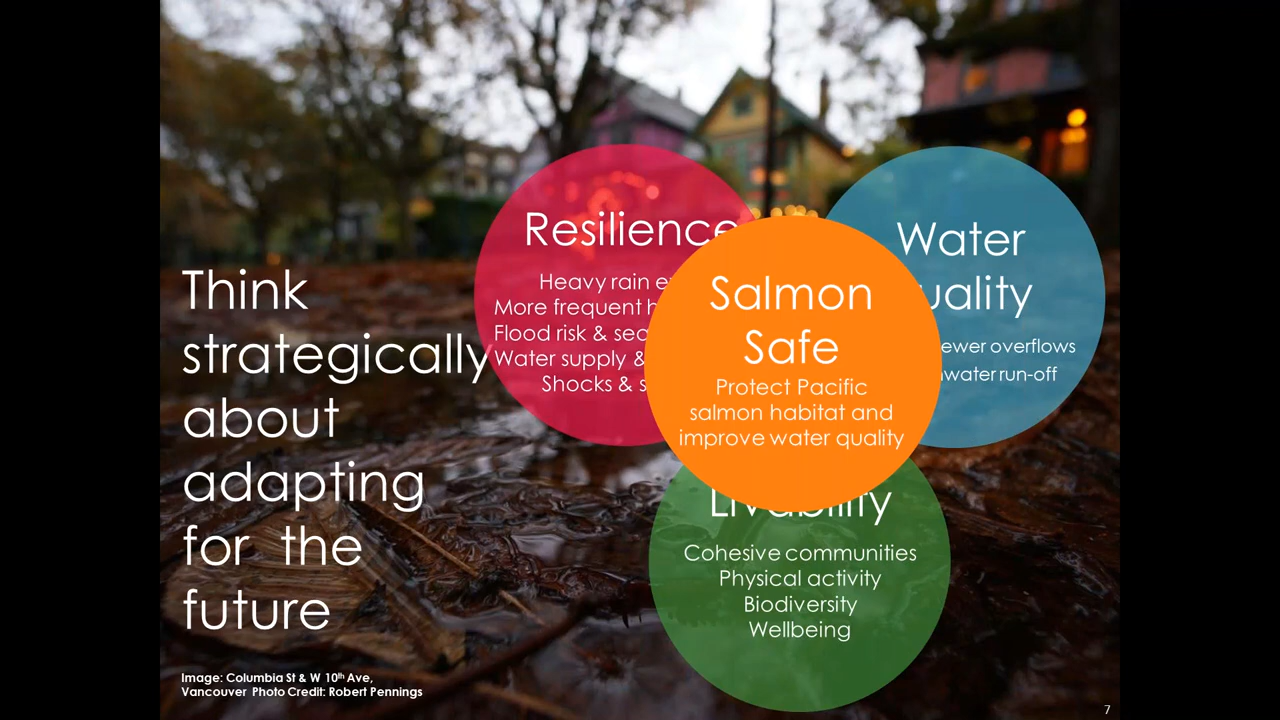 Think
strategically
about
adapting
for the
future
Resilience
Heavy rain
More frequent
Flood risk &
Water supply &
Shocks &
Water
uality
ewer overflows
water run-off
Salmon
Safe
Protect Pacific
salmon habitat and
improve water quality
Livability
Cohesive communities
Physical activity
Biodiversity
Wellbeing
Image: Columbia St & W 10th Ave,
Vancouver Photo Credit: Robert Pennings
7